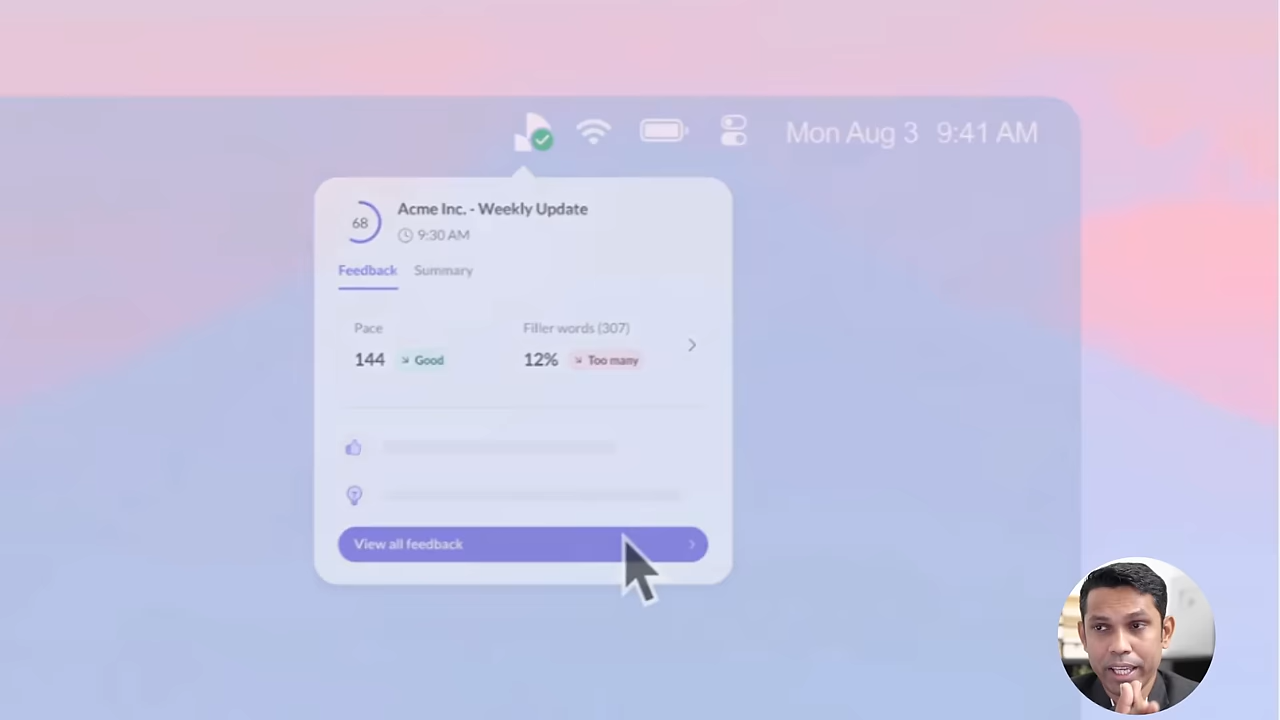 Mon Aug 3 9:41 AM
68
Acme Inc. - Weekly Update
9:30 AM
Feedback Summary
Pace Filler words (307)
144 Good 12% Too many
View all feedback